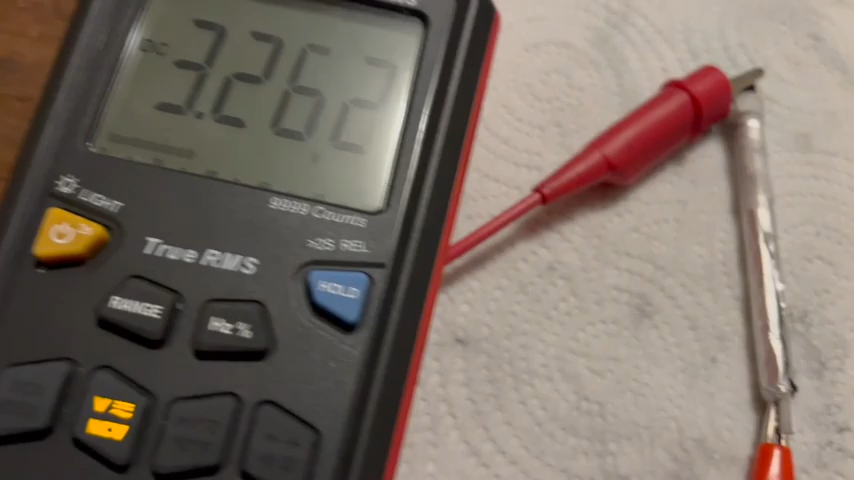 DC
3.262
9999 Counts
LIGHT
>2S REL
True RMS
HOLD
RANGE
Hz%
V